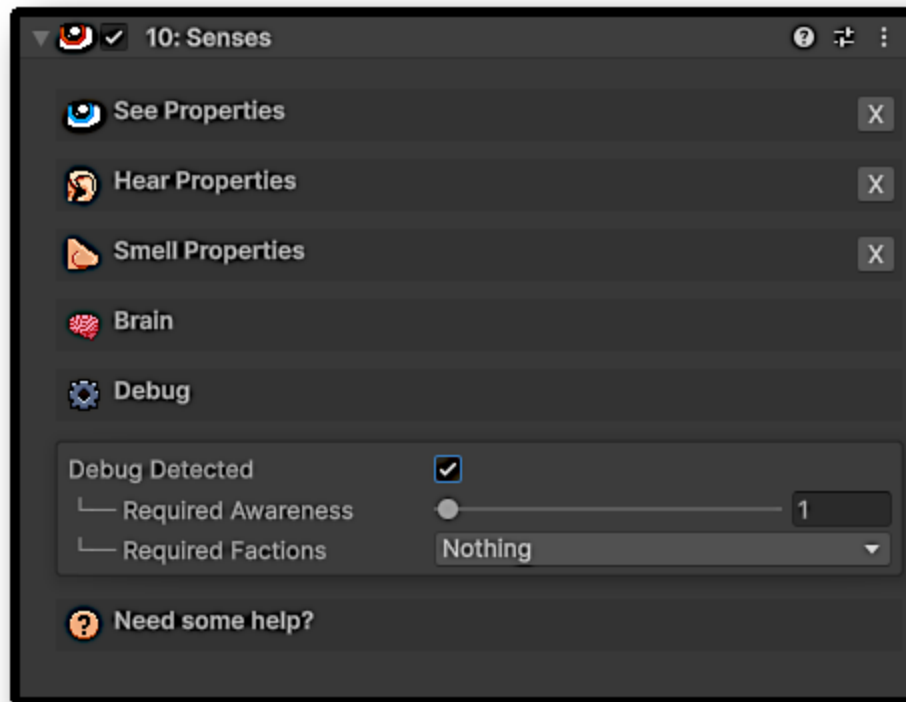 10: Senses
See Properties X
Hear Properties X
Smell Properties X
Brain
Debug
Debug Detected
Required Awareness 1
Required Factions Nothing
Need some help?